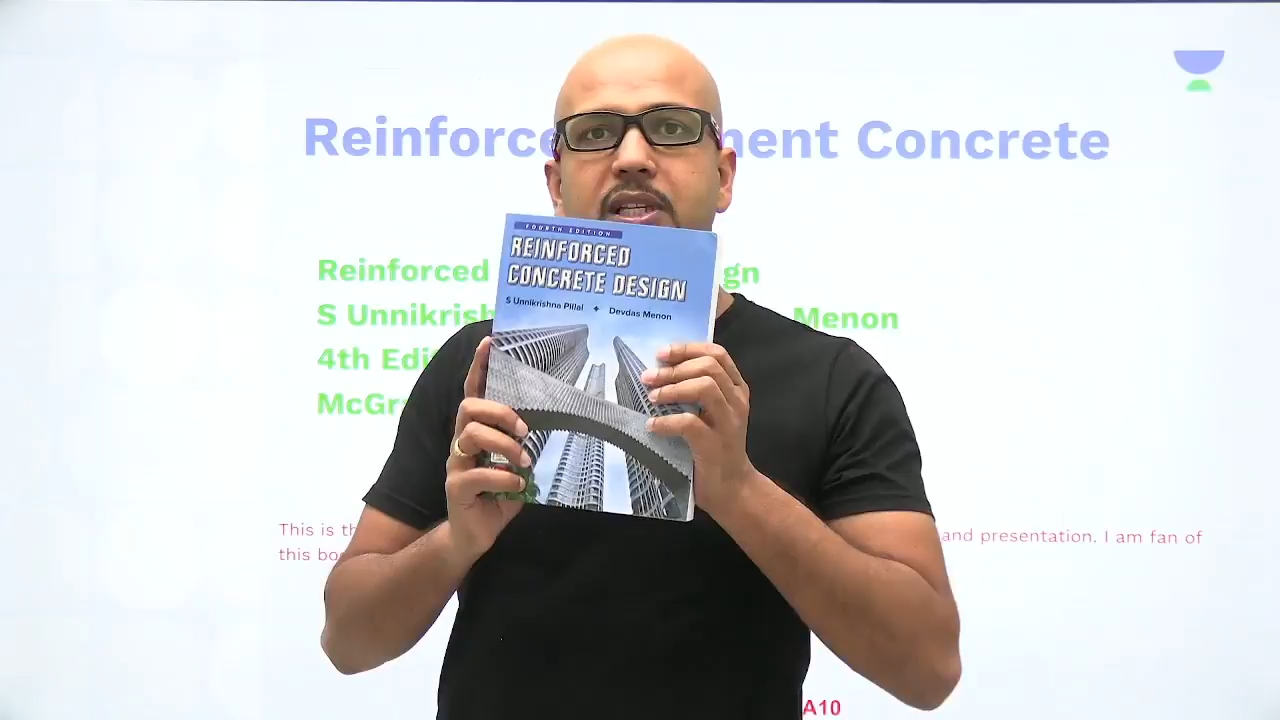 Reinforc ment Concrete
FOURTH EDITION
REINFORCED
CONCRETE DESIGN
S Unnikrishna Pillai ✦ Devdas Menon
Reinforced gn
S Unnikrish Menon
4th Edi
McGr
This is th and presentation. I am fan of
this bo
A10